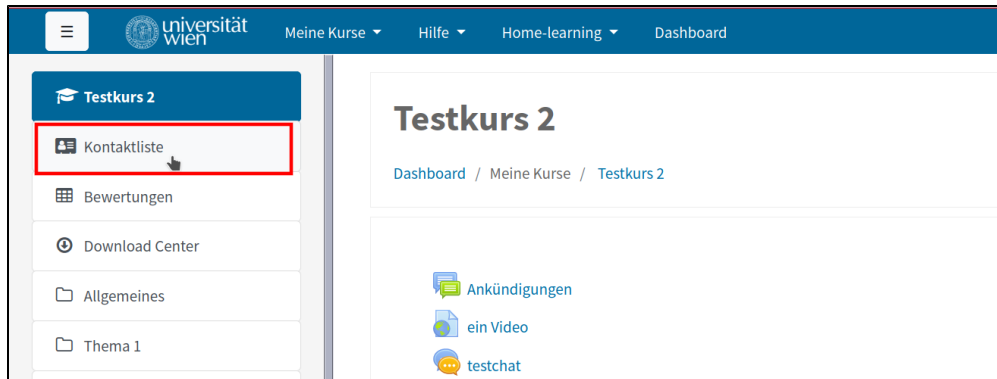 universität
wien
Meine Kurse Hilfe Home-learning Dashboard
Testkurs 2
Kontaktliste
Bewertungen
Download Center
Allgemeines
Thema 1
Testkurs 2
Dashboard / Meine Kurse / Testkurs 2
Ankündigungen
ein Video
testchat